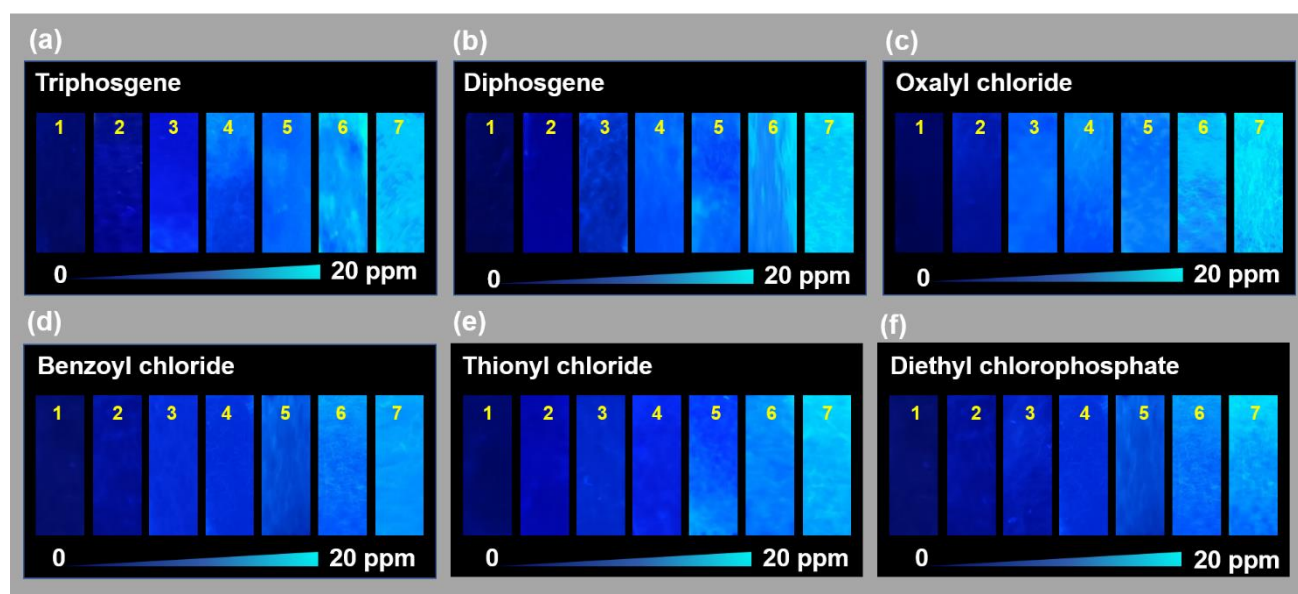 (a)
Triphosgene
1 2 3 4 5 6 7
0 20 ppm
(b)
Diphosgene
1 2 3 4 5 6 7
0 20 ppm
(c)
Oxalyl chloride
1 2 3 4 5 6 7
0 20 ppm
(d)
Benzoyl chloride
1 2 3 4 5 6 7
0 20 ppm
(e)
Thionyl chloride
1 2 3 4 5 6 7
0 20 ppm
(f)
Diethyl chlorophosphate
1 2 3 4 5 6 7
0 20 ppm